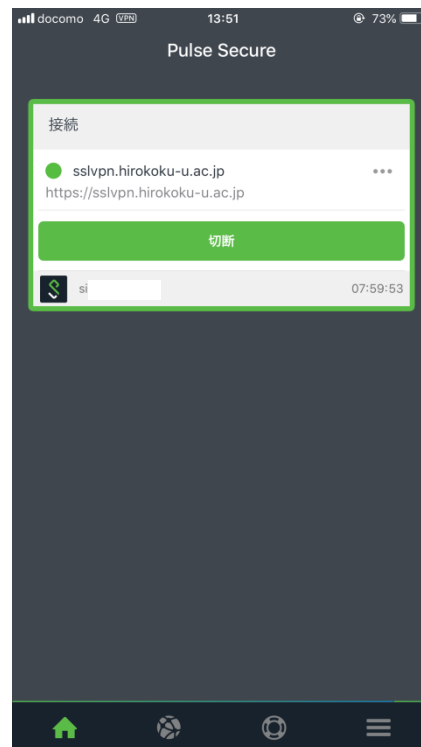 docomo 4G VPN 13:51 73%
Pulse Secure
接続
sslvpn.hirokoku-u.ac.jp
https://sslvpn.hirokoku-u.ac.jp
切断
si 07:59:53